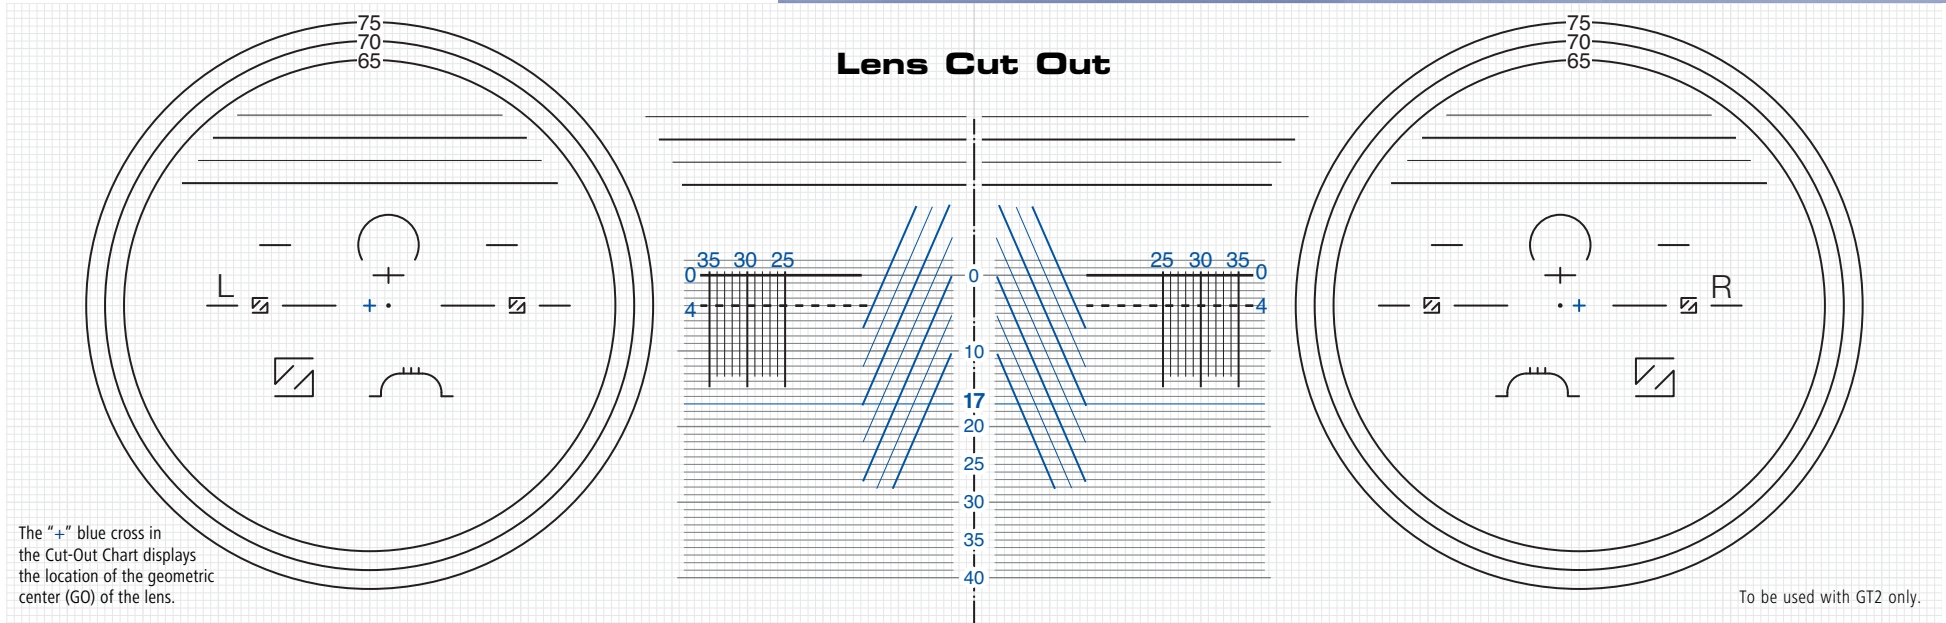 Lens Cut Out
75
70
65
75
70
65
L
R
35 30 25
0
4
0
10
17
20
25
30
35
40
25 30 35
0
4
The “+” blue cross in
the Cut-Out Chart displays
the location of the geometric
center (GO) of the lens.
To be used with GT2 only.